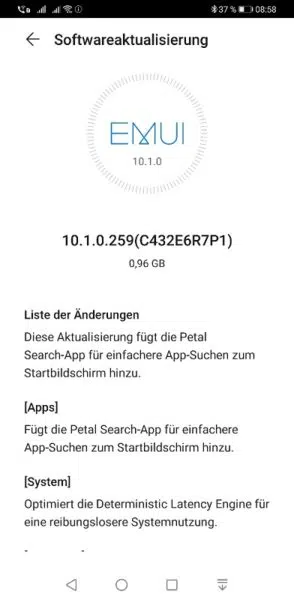 37 % 08:58
Softwareaktualisierung
EMUI
10.1.0
10.1.0.259(C432E6R7P1)
0,96 GB
Liste der Änderungen
Diese Aktualisierung fügt die Petal
Search-App für einfachere App-Suchen zum
Startbildschirm hinzu.
[Apps]
Fügt die Petal Search-App für einfachere
App-Suchen zum Startbildschirm hinzu.
[System]
Optimiert die Deterministic Latency Engine für
eine reibungslosere Systemnutzung.